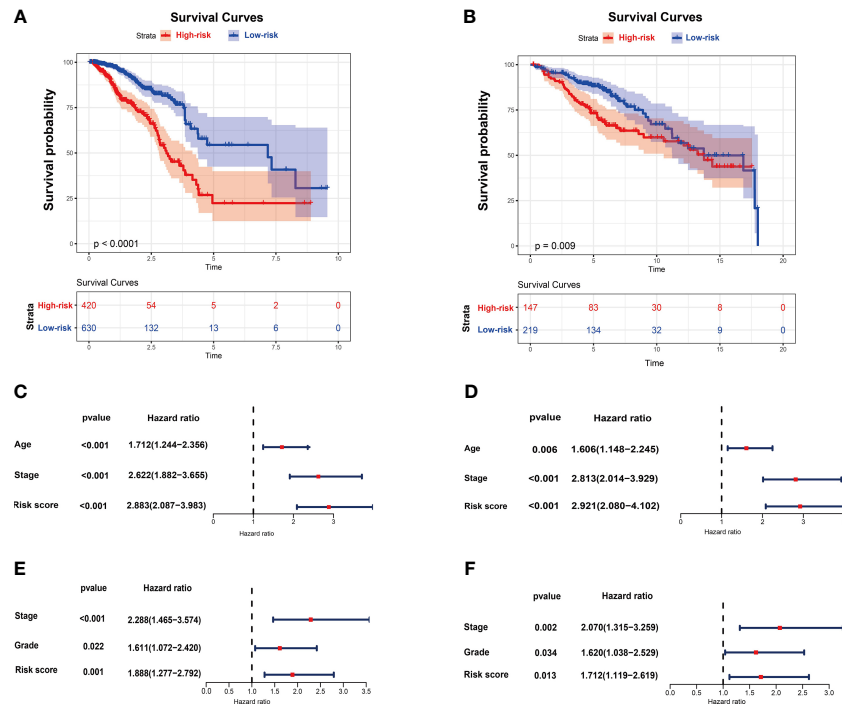 A
Survival Curves
Strata High-risk Low-risk
Survival probability
100
75
50
25
0
p < 0.0001
0 2.5 5 7.5 10
Time
Survival Curves
Strata
High-risk 420 54 5 2 0
Low-risk 630 132 13 6 0
0 2.5 5 7.5 10
Time
B
Survival Curves
Strata High-risk Low-risk
Survival probability
100
75
50
25
0
p = 0.009
0 5 10 15 20
Time
Survival Curves
Strata
High-risk 147 83 30 8 0
Low-risk 219 134 32 9 0
0 5 10 15 20
Time
C
pvalue Hazard ratio
Age <0.001 1.712(1.244−2.356)
Stage <0.001 2.622(1.882−3.655)
Risk score <0.001 2.883(2.087−3.983)
0 1 2 3
Hazard ratio
D
pvalue Hazard ratio
Age 0.006 1.606(1.148−2.245)
Stage <0.001 2.813(2.014−3.929)
Risk score <0.001 2.921(2.080−4.102)
0 1 2 3
Hazard ratio
E
pvalue Hazard ratio
Stage <0.001 2.288(1.465−3.574)
Grade 0.022 1.611(1.072−2.420)
Risk score 0.001 1.888(1.277−2.792)
0.0 0.5 1.0 1.5 2.0 2.5 3.0 3.5
Hazard ratio
F
pvalue Hazard ratio
Stage 0.002 2.070(1.315−3.259)
Grade 0.034 1.620(1.038−2.529)
Risk score 0.013 1.712(1.119−2.619)
0.0 0.5 1.0 1.5 2.0 2.5 3.0
Hazard ratio